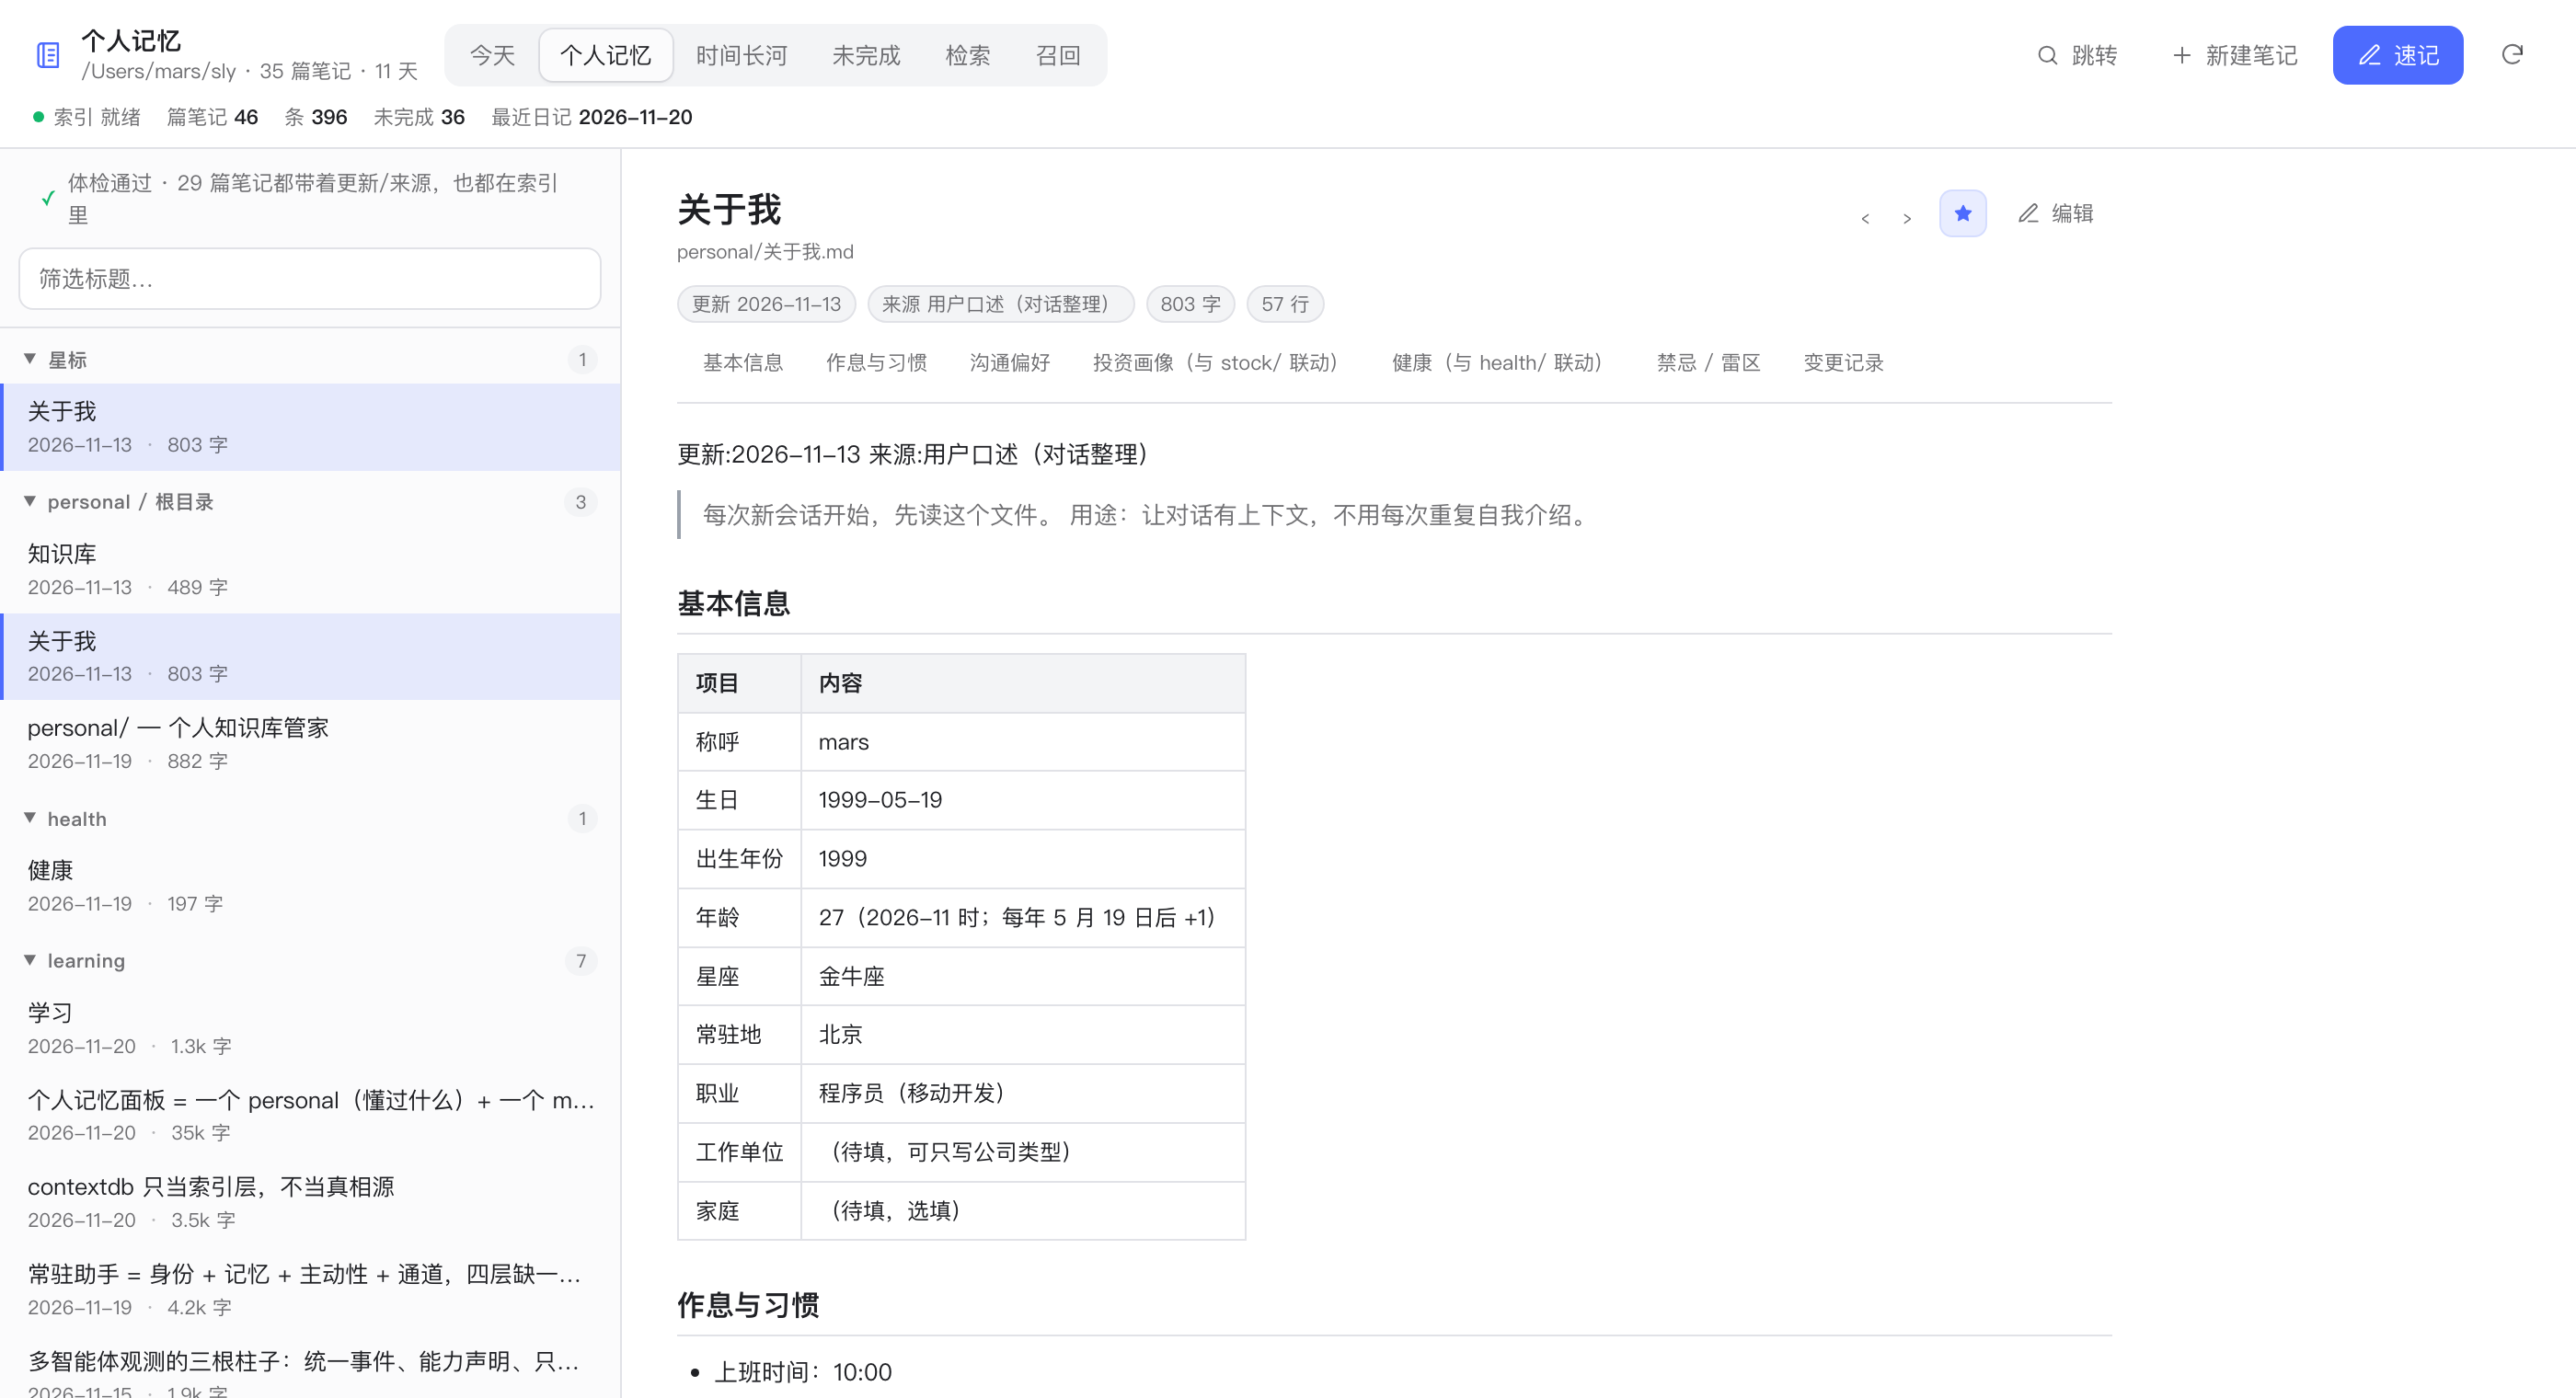 个人记忆
/Users/mars/sly · 35 篇笔记 · 11 天
今天 个人记忆 时间长河 未完成 检索 召回
跳转 + 新建笔记 速记
索引 就绪 篇笔记 46 条 396 未完成 36 最近日记 2026-11-20
体检通过 · 29 篇笔记都带着更新/来源，也都在索引
里
筛选标题...
星标 1
关于我
2026-11-13 · 803 字
personal / 根目录 3
知识库
2026-11-13 · 489 字
关于我
2026-11-13 · 803 字
personal/ — 个人知识库管家
2026-11-19 · 882 字
health 1
健康
2026-11-19 · 197 字
learning 7
学习
2026-11-20 · 1.3k 字
个人记忆面板 = 一个 personal（懂过什么）+ 一个 m...
2026-11-20 · 35k 字
contextdb 只当索引层，不当真相源
2026-11-20 · 3.5k 字
常驻助手 = 身份 + 记忆 + 主动性 + 通道，四层缺一...
2026-11-19 · 4.2k 字
多智能体观测的三根柱子：统一事件、能力声明、只...
2026-11-15 · 1.9k 字
关于我
‹ › 编辑
personal/关于我.md
更新 2026-11-13 来源 用户口述（对话整理） 803 字 57 行
基本信息 作息与习惯 沟通偏好 投资画像（与 stock/ 联动） 健康（与 health/ 联动） 禁忌 / 雷区 变更记录
更新:2026-11-13 来源:用户口述（对话整理）
每次新会话开始，先读这个文件。 用途：让对话有上下文，不用每次重复自我介绍。
基本信息
项目 内容
称呼 mars
生日 1999-05-19
出生年份 1999
年龄 27（2026-11 时；每年 5 月 19 日后 +1）
星座 金牛座
常驻地 北京
职业 程序员（移动开发）
工作单位 （待填，可只写公司类型）
家庭 （待填，选填）
作息与习惯
• 上班时间：10:00